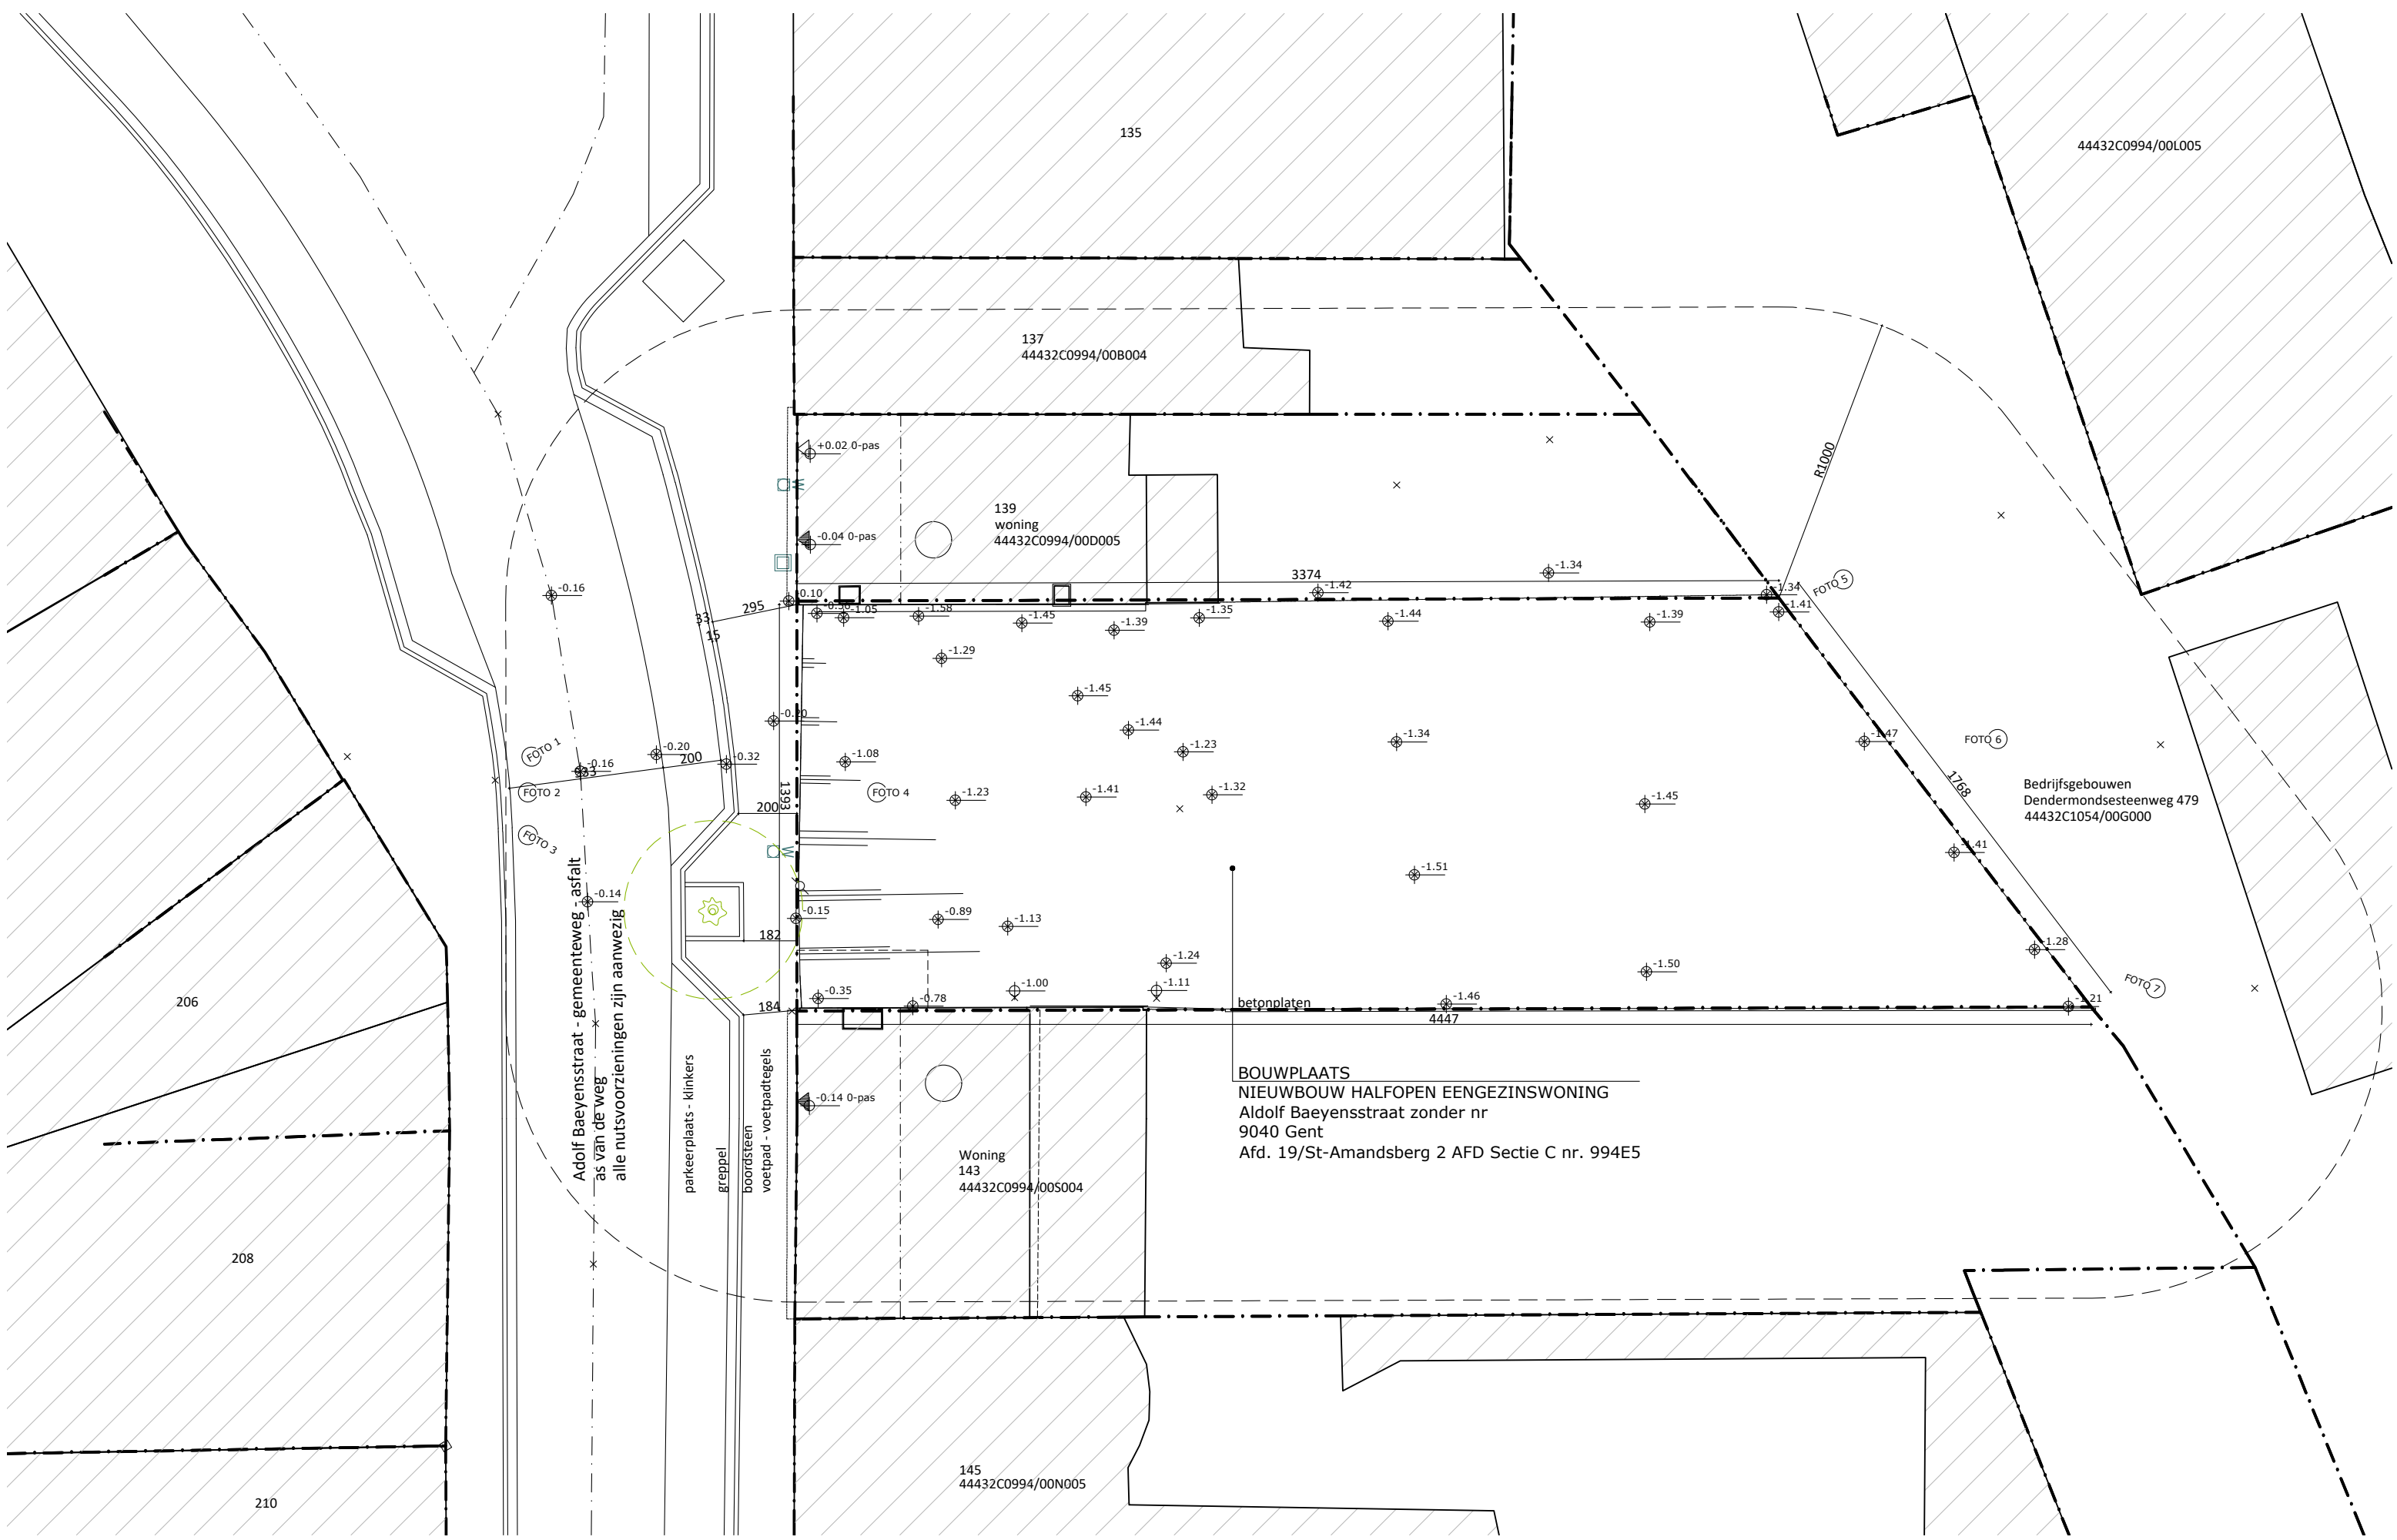 135
44432C0994/00L005
137
44432C0994/00B004
+0.02 0-pas
W
139
woning
44432C0994/00D005
-0.04 0-pas
R1000
3374
-1.34
-1.42
-1.34
FOTO 5
-0.16
-0.10
295
33
15
-1.05
-1.58
-1.45
-1.39
-1.35
-1.44
-1.39
-1.41
-1.29
-1.45
-0.20
-1.44
-1.23
-1.34
-1.47
FOTO 6
FOTO 1
-0.20
200
-0.32
-1.08
-0.16
FOTO 2
1393
FOTO 4
-1.23
-1.41
-1.32
-1.45
1768
Bedrijfsgebouwen
Dendermondsesteenweg 479
44432C1054/00G000
200
FOTO 3
W
-1.41
-1.51
-0.14
-0.15
-0.89
-1.13
182
-1.24
-1.50
-1.28
FOTO 7
184
-0.35
-0.78
-1.00
-1.11
betonplaten
-1.46
-1.21
4447
206
Adolf Baeyensstraat - gemeenteweg - asfalt
as van de weg
alle nutsvoorzieningen zijn aanwezig
parkeerplaats - klinkers
greppel
boordsteen
voetpad - voetpadtegels
-0.14 0-pas
BOUWPLAATS
NIEUWBOUW HALFOPEN EENGEZINSWONING
Aldolf Baeyensstraat zonder nr
9040 Gent
Afd. 19/St-Amandsberg 2 AFD Sectie C nr. 994E5
Woning
143
44432C0994/00S004
208
145
44432C0994/00N005
210